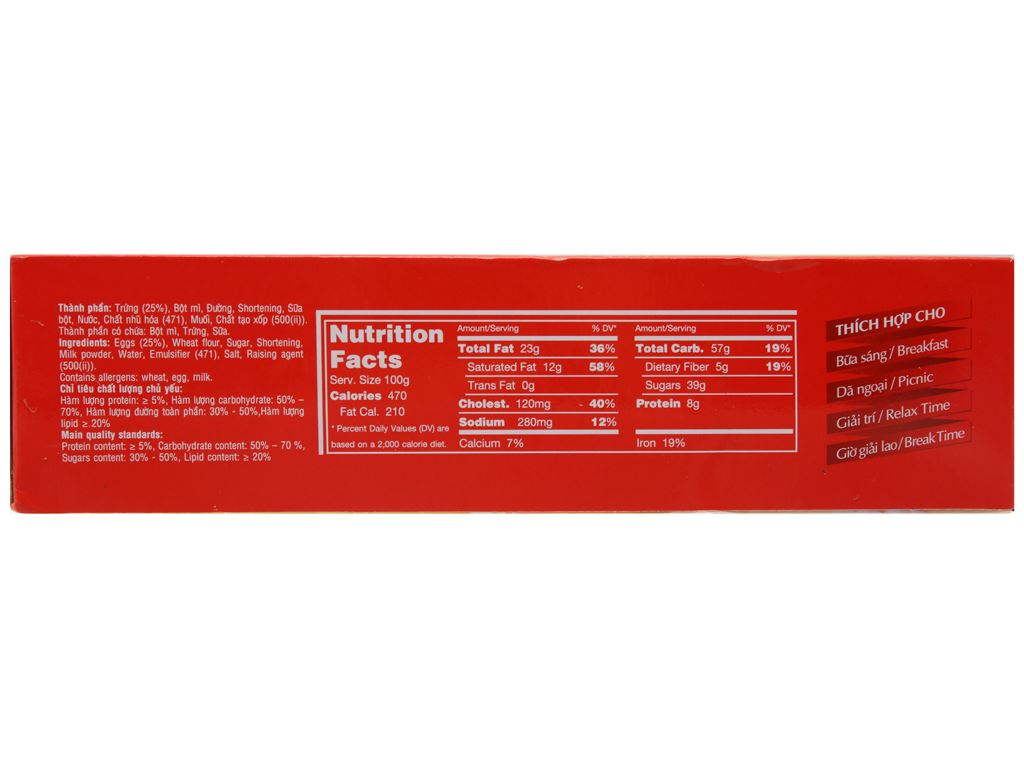 Thành phần: Trứng (25%), Bột mì, Đường, Shortening, Sữa
bột, Nước, Chất nhũ hóa (471), Muối, Chất tạo xốp (500(ii)).
Thành phần có chứa: Bột mì, Trứng, Sữa.
Ingredients: Eggs (25%), Wheat flour, Sugar, Shortening,
Milk powder, Water, Emulsifier (471), Salt, Raising agent
(500(ii)).
Contains allergens: wheat, egg, milk.
Chỉ tiêu chất lượng chủ yếu:
Hàm lượng protein: ≥ 5%, Hàm lượng carbohydrate: 50% –
70%, Hàm lượng đường toàn phần: 30% - 50%,Hàm lượng
lipid ≥ 20%
Main quality standards:
Protein content: ≥ 5%, Carbohydrate content: 50% – 70 %,
Sugars content: 30% - 50%, Lipid content: ≥ 20%
Nutrition
Facts
Serv. Size 100g
Calories 470
Fat Cal. 210
* Percent Daily Values (DV) are
based on a 2,000 calorie diet.
Amount/Serving % DV*
Total Fat 23g 36%
Saturated Fat 12g 58%
Trans Fat 0g
Cholest. 120mg 40%
Sodium 280mg 12%
Calcium 7%
Amount/Serving % DV*
Total Carb. 57g 19%
Dietary Fiber 5g 19%
Sugars 39g
Protein 8g
Iron 19%
THÍCH HỢP CHO
Bữa sáng / Breakfast
Dã ngoại / Picnic
Giải trí / Relax Time
Giờ giải lao/Break Time